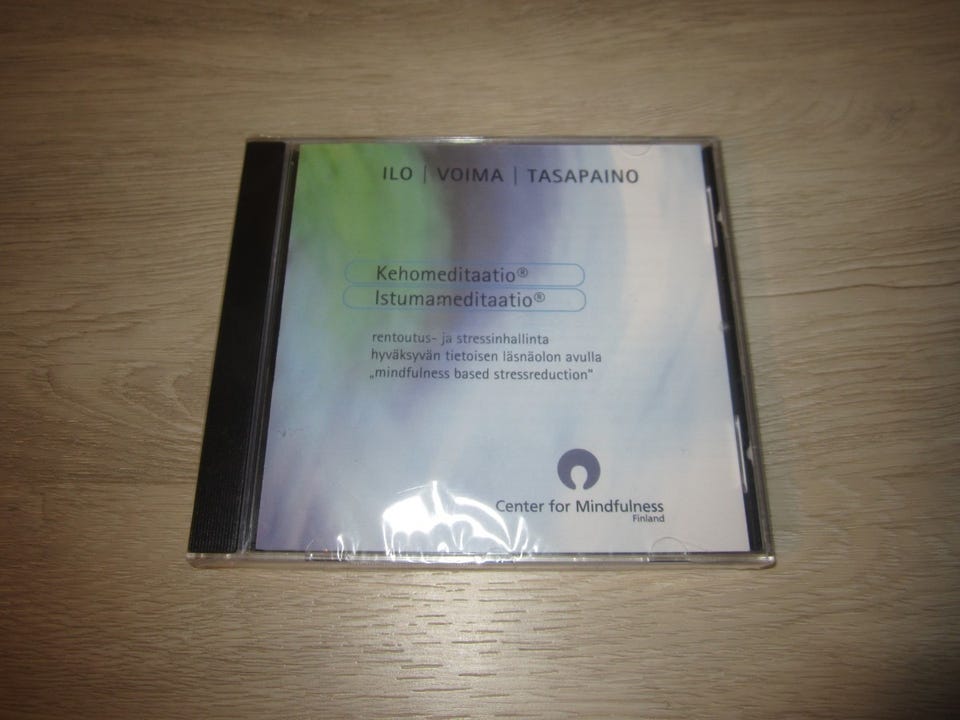 ILO | VOIMA | TASAPAINO
Kehomeditaatio®
Istumameditaatio®
rentoutus- ja stressinhallinta
hyväksyvän tietoisen läsnäolon avulla
„mindfulness based stressreduction"
Center for Mindfulness
Finland